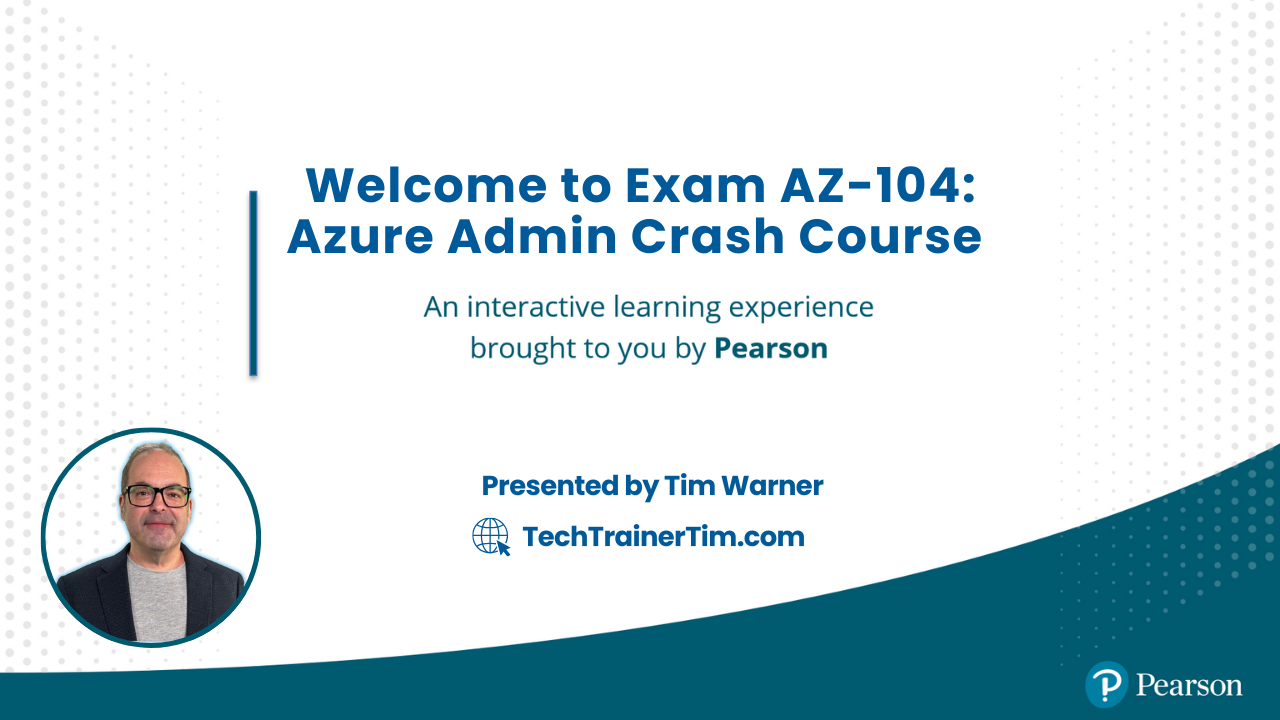 Welcome to Exam AZ-104:
Azure Admin Crash Course
An interactive learning experience
brought to you by Pearson
Presented by Tim Warner
TechTrainerTim.com
Pearson